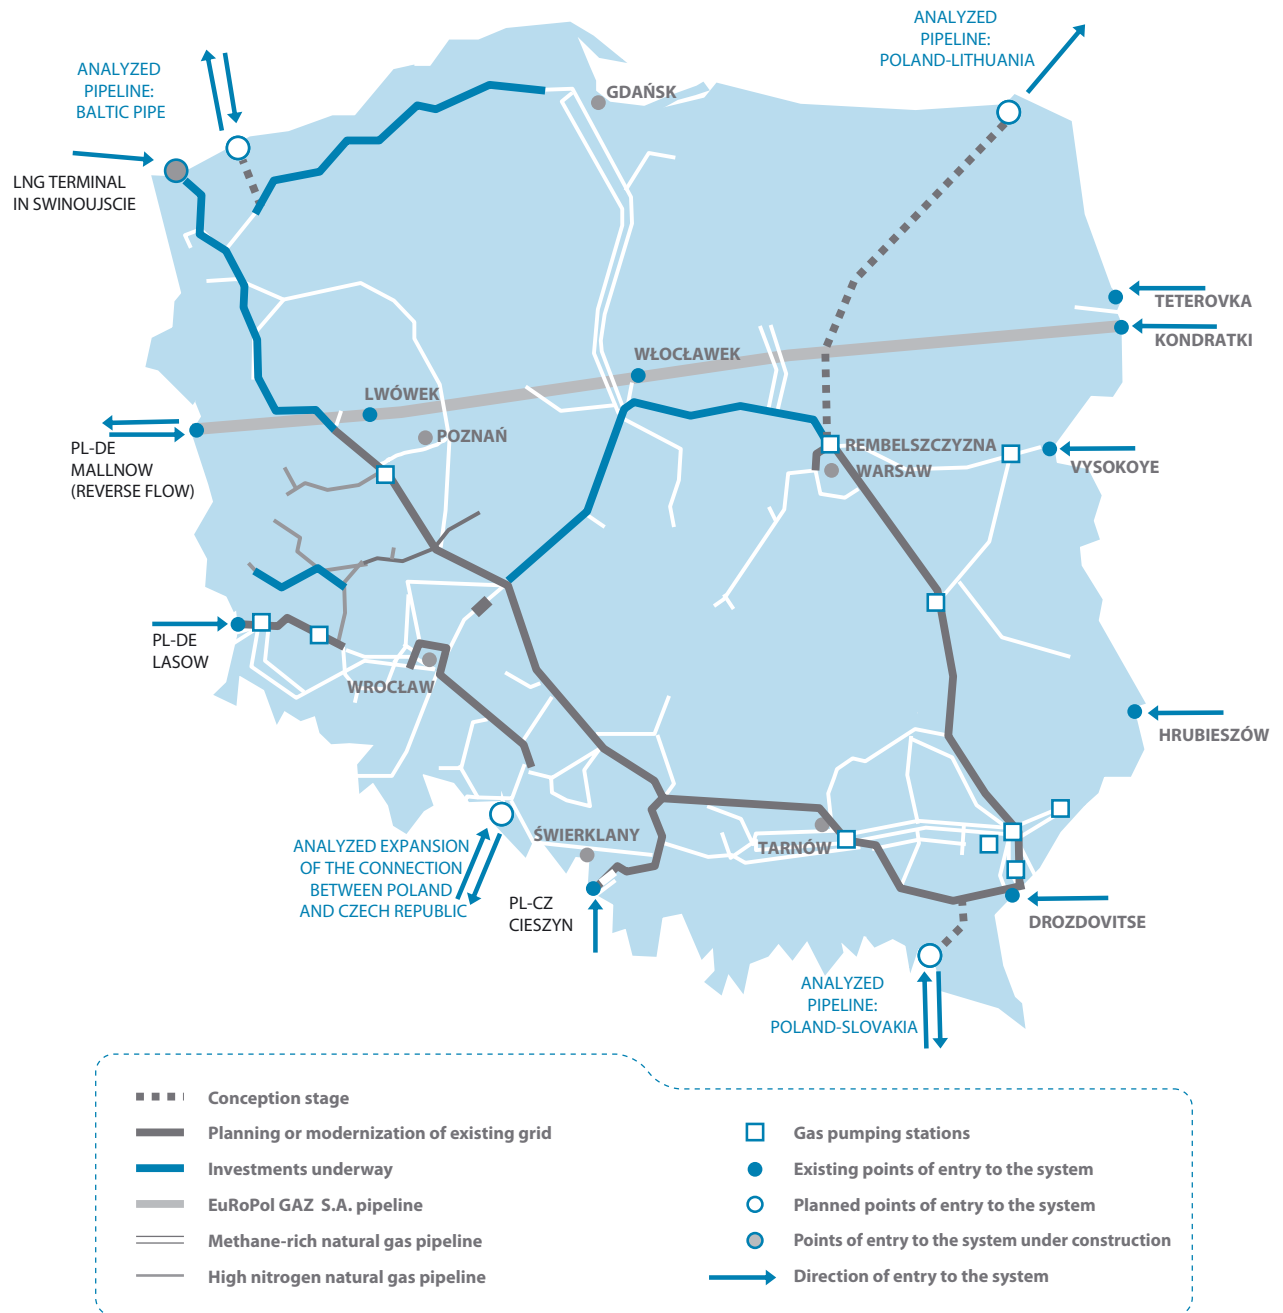 ANALYZED
PIPELINE:
POLAND-LITHUANIA
ANALYZED
PIPELINE:
BALTIC PIPE
GDAŃSK
LNG TERMINAL
IN SWINOUJSCIE
TETEROVKA
KONDRATKI
WŁOCŁAWEK
LWÓWEK
POZNAŃ
PL-DE
MALLNOW
(REVERSE FLOW)
REMBELSZCZYZNA
WARSAW
VYSOKOYE
PL-DE
LASOW
WROCŁAW
HRUBIESZÓW
ANALYZED EXPANSION
OF THE CONNECTION
BETWEEN POLAND
AND CZECH REPUBLIC
ŚWIERKLANY
TARNÓW
PL-CZ
CIESZYN
DROZDOVITSE
ANALYZED
PIPELINE:
POLAND-SLOVAKIA
Conception stage
Planning or modernization of existing grid
Investments underway
EuRoPol GAZ S.A. pipeline
Methane-rich natural gas pipeline
High nitrogen natural gas pipeline
Gas pumping stations
Existing points of entry to the system
Planned points of entry to the system
Points of entry to the system under construction
Direction of entry to the system